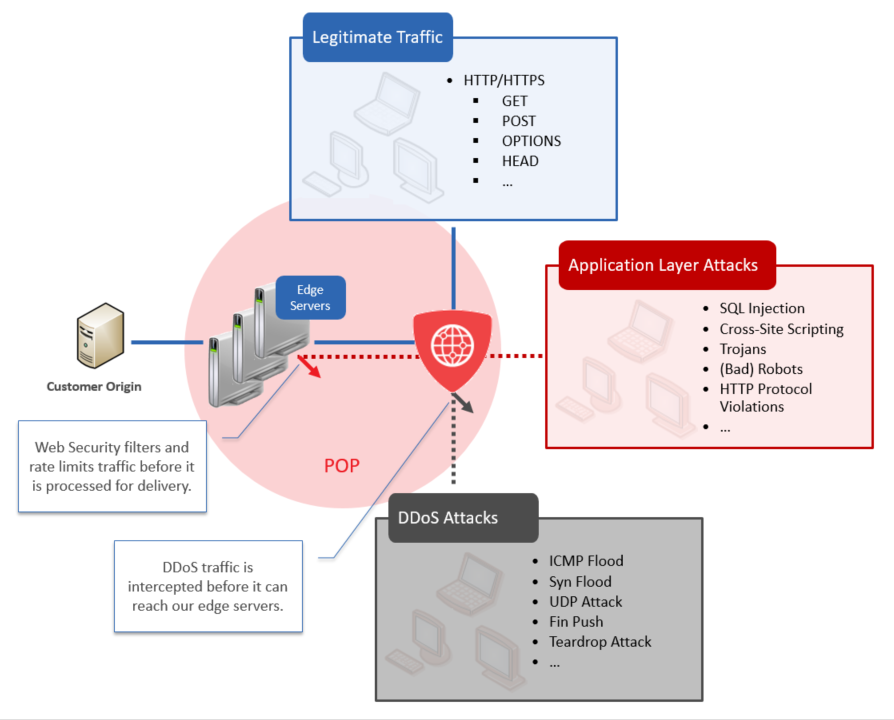 Legitimate Traffic
• HTTP/HTTPS
▪ GET
▪ POST
▪ OPTIONS
▪ HEAD
▪ ...
Application Layer Attacks
• SQL Injection
• Cross-Site Scripting
• Trojans
• (Bad) Robots
• HTTP Protocol
Violations
• ...
Edge
Servers
Customer Origin
Web Security filters and
rate limits traffic before it
is processed for delivery.
POP
DDoS Attacks
• ICMP Flood
• Syn Flood
• UDP Attack
• Fin Push
• Teardrop Attack
• ...
DDoS traffic is
intercepted before it can
reach our edge servers.